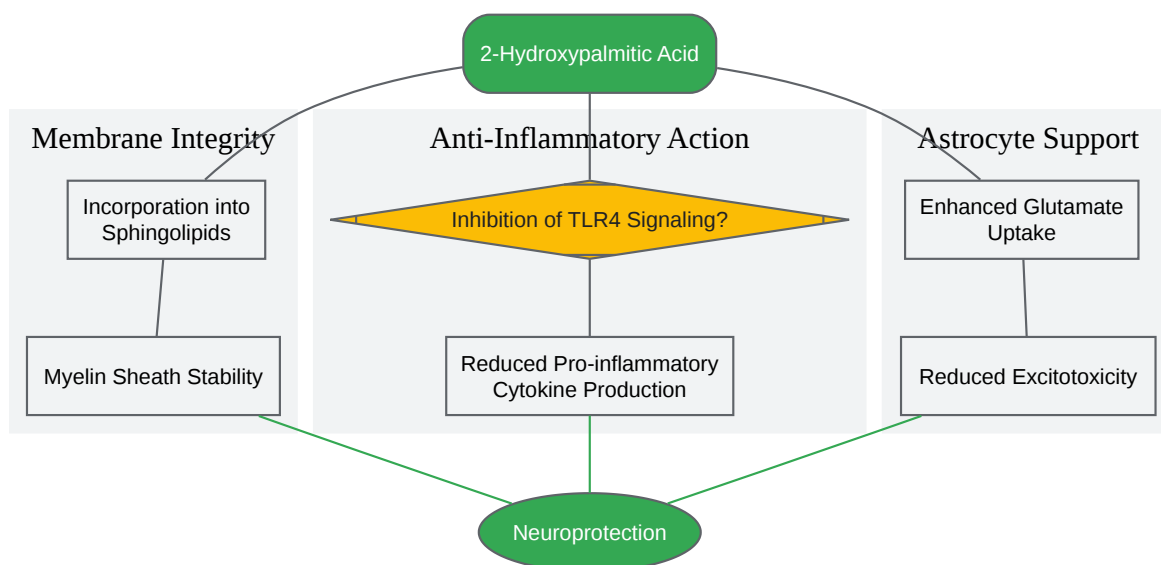 2-Hydroxypalmitic Acid
Membrane Integrity
Anti-Inflammatory Action
Astrocyte Support
Incorporation into
Sphingolipids
Inhibition of TLR4 Signaling?
Enhanced Glutamate
Uptake
Myelin Sheath Stability
Reduced Pro-inflammatory
Cytokine Production
Reduced Excitotoxicity
Neuroprotection